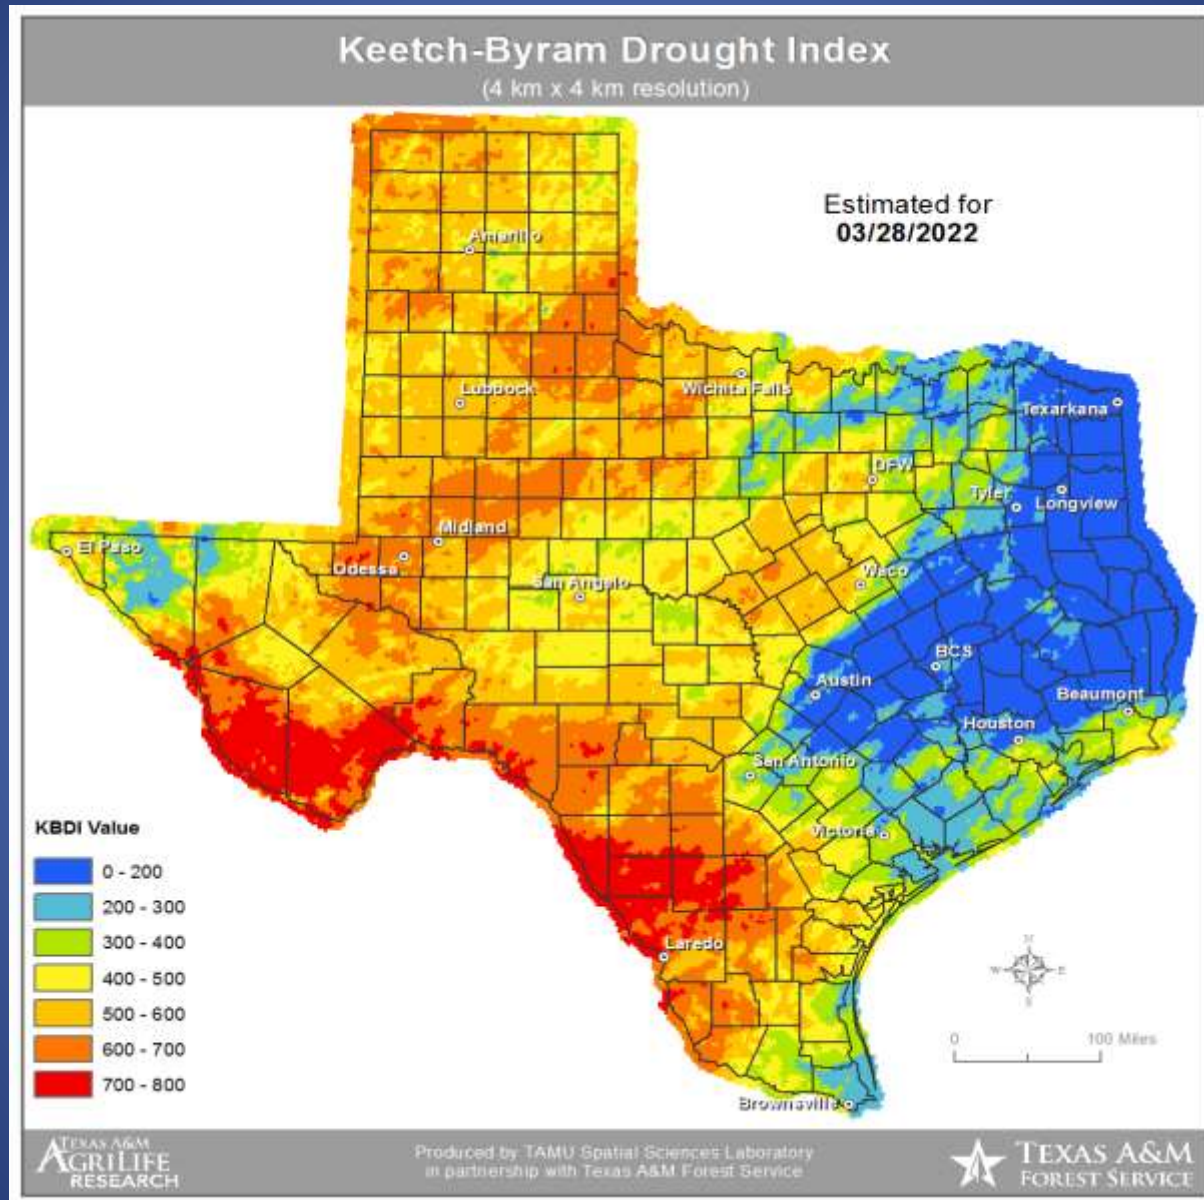 Keetch-Byram Drought Index
(4 km x 4 km resolution)
Estimated for
03/28/2022
Amarillo
Lubbock
Wichita Falls
Texarkana
DFW
Tyler
Longview
Midland
El Paso
Odessa
San Angelo
Waco
BCS
Austin
Beaumont
Houston
San Antonio
Victoria
Laredo
Brownsville
KBDI Value
0 - 200
200 - 300
300 - 400
400 - 500
500 - 600
600 - 700
700 - 800
N
W E
S
0 100 Miles
TEXAS A&M
AGRILIFE
RESEARCH
Produced by TAMU Spatial Sciences Laboratory
in partnership with Texas A&M Forest Service
TEXAS A&M
FOREST SERVICE